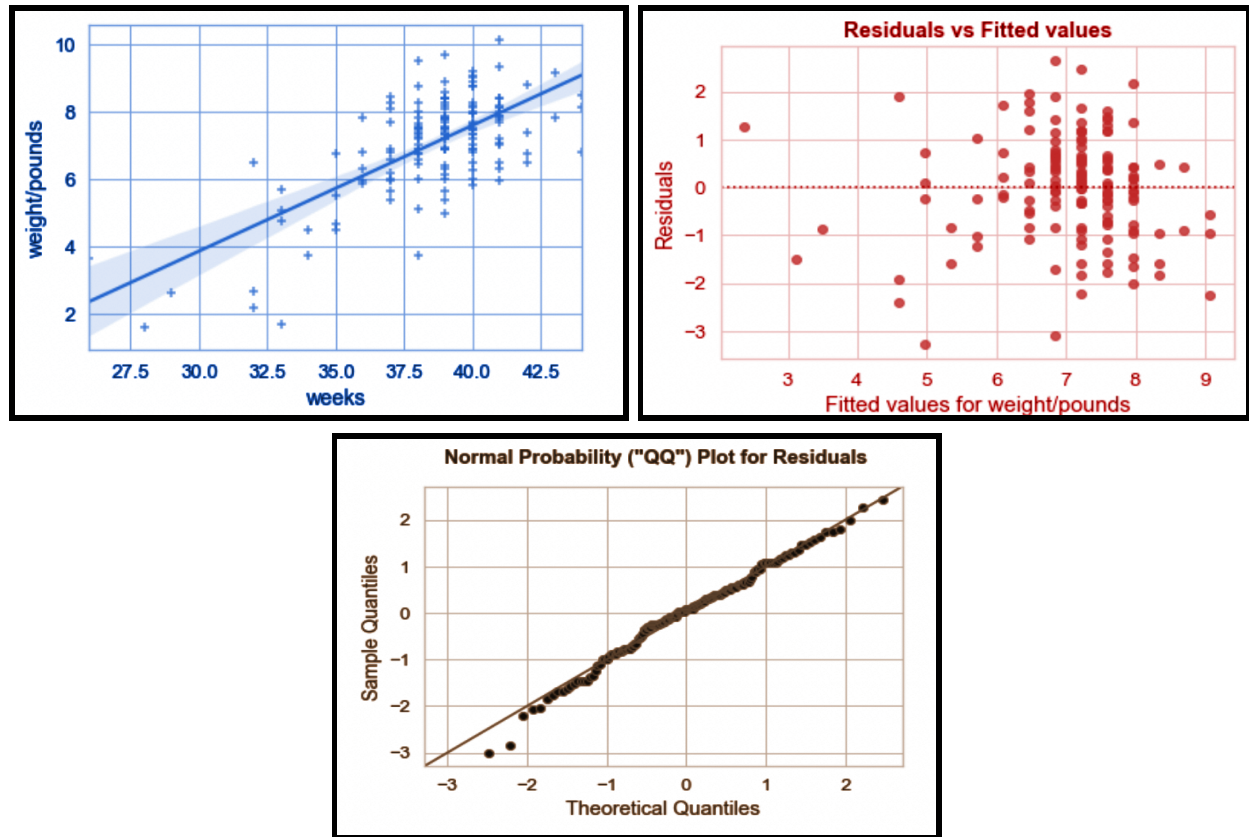 10
8
6
4
2
weight/pounds
27.5 30.0 32.5 35.0 37.5 40.0 42.5
weeks
Residuals vs Fitted values
2
1
0
−1
−2
−3
Residuals
3 4 5 6 7 8 9
Fitted values for weight/pounds
Normal Probability ("QQ") Plot for Residuals
2
1
0
−1
−2
−3
Sample Quantiles
−3 −2 −1 0 1 2
Theoretical Quantiles